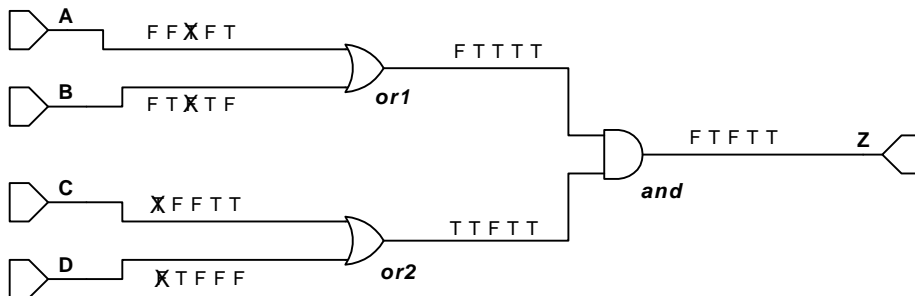 A
F F T F T
F T T T T
B
F T F T F
or1
F T F T T
Z
and
C
T F F T T
T T F T T
D
F T F F F
or2